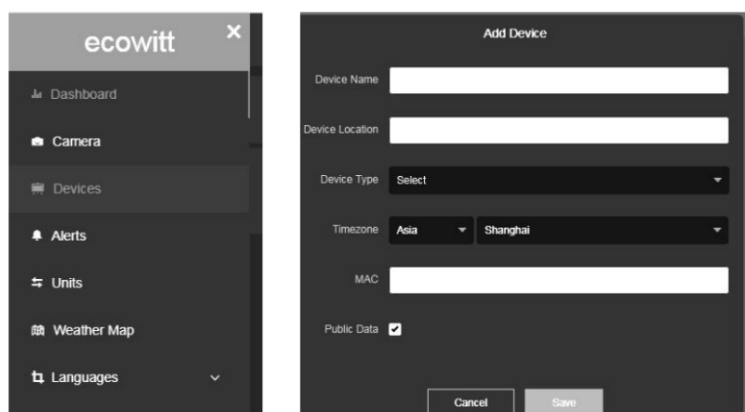 ecowitt
Dashboard
Camera
Devices
Alerts
Units
Weather Map
Languages
Add Device
Device Name
Device Location
Device Type Select
Timezone Asia Shanghai
MAC
Public Data
Cancel Save